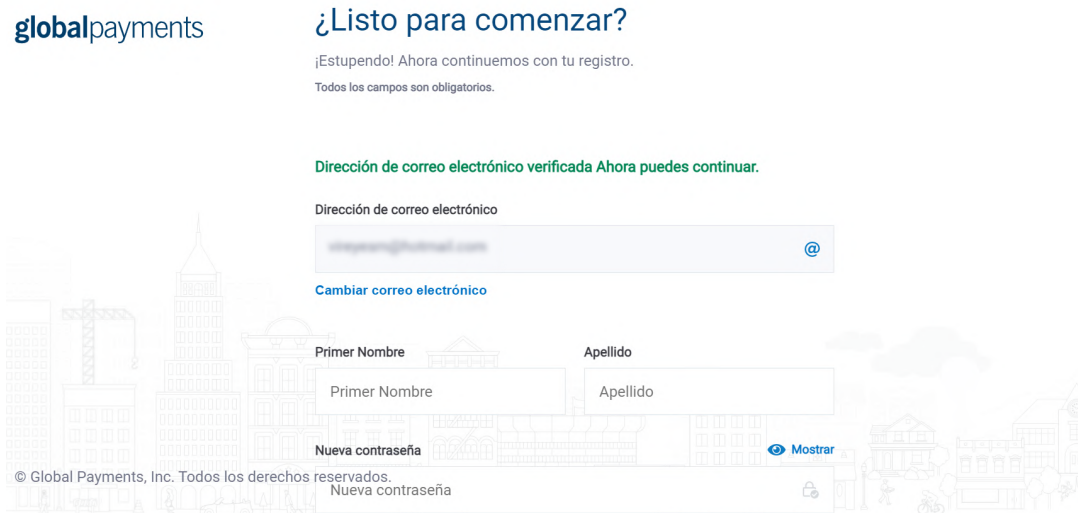 globalpayments
¿Listo para comenzar?
¡Estupendo! Ahora continuemos con tu registro.
Todos los campos son obligatorios.
Dirección de correo electrónico verificada Ahora puedes continuar.
Dirección de correo electrónico
@
Cambiar correo electrónico
Primer Nombre
Apellido
Primer Nombre
Apellido
Nueva contraseña
Mostrar
© Global Payments, Inc. Todos los derechos reservados.
Nueva contraseña